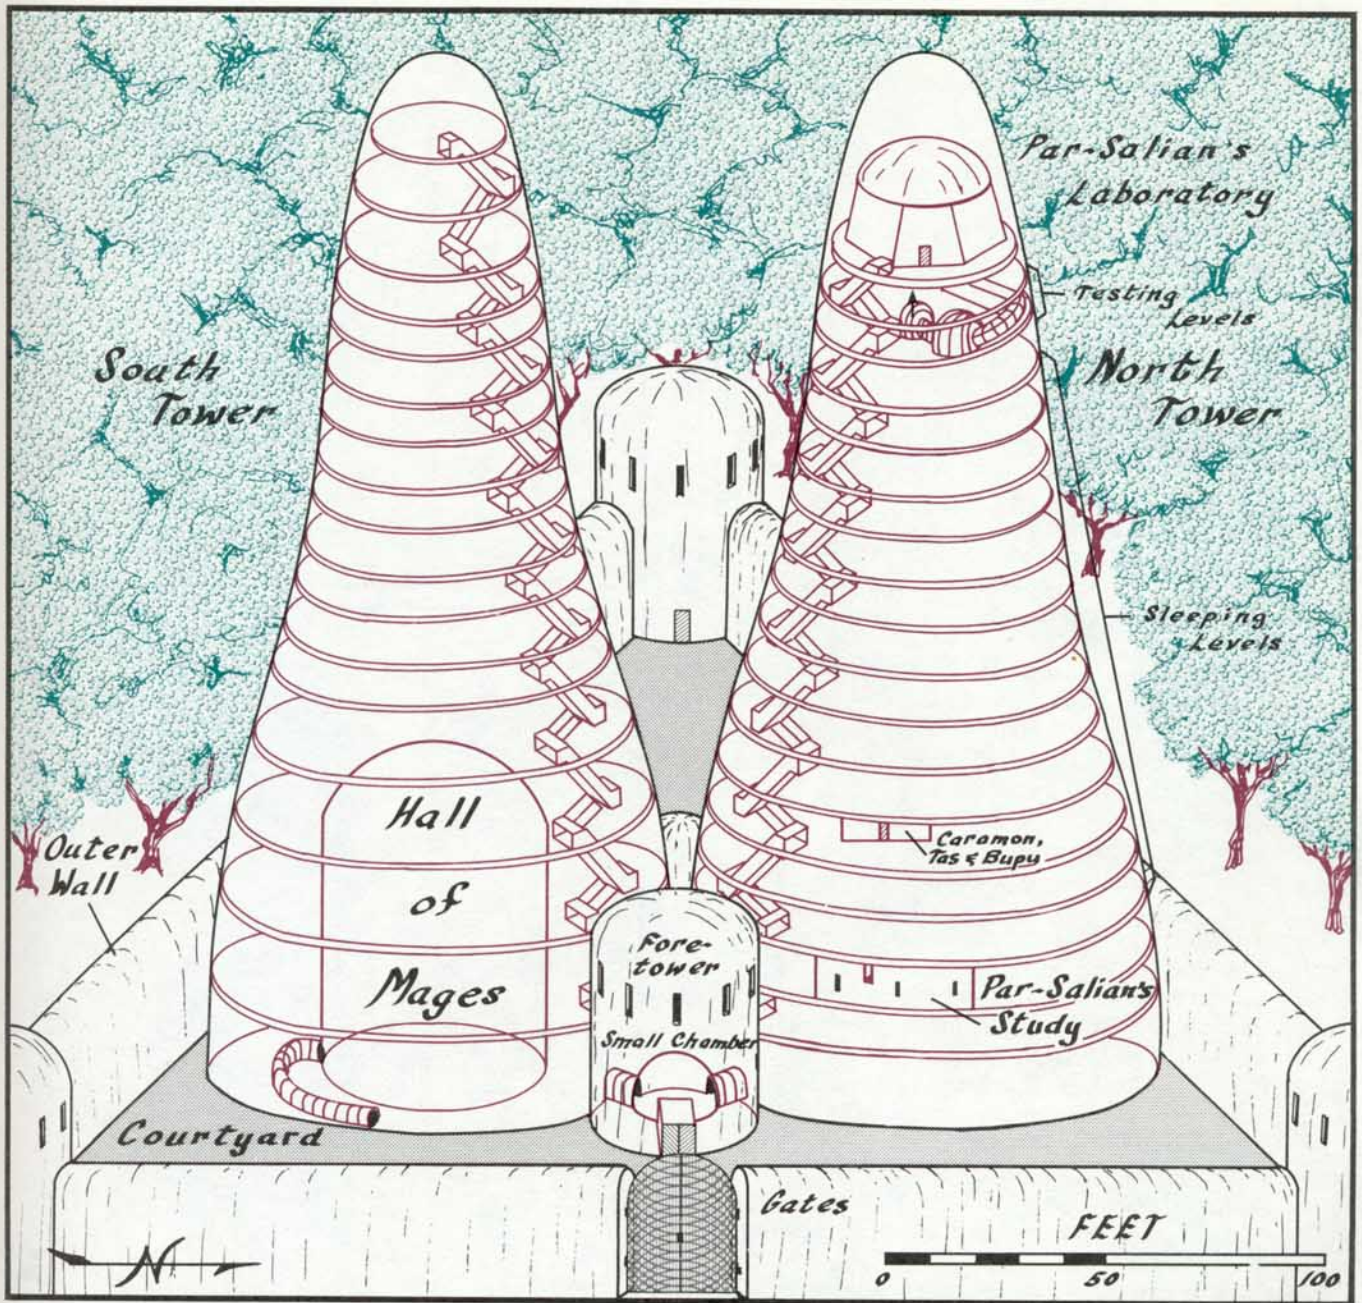 Par-Salian's
Laboratory
Testing
Levels
South
Tower
North
Tower
Sleeping
Levels
Hall
of
Mages
Outer
Wall
Caramon,
Tas & Bupu
Fore-
tower
Small Chamber
Par-Salian's
Study
Courtyard
Gates
N
FEET
0 50 100